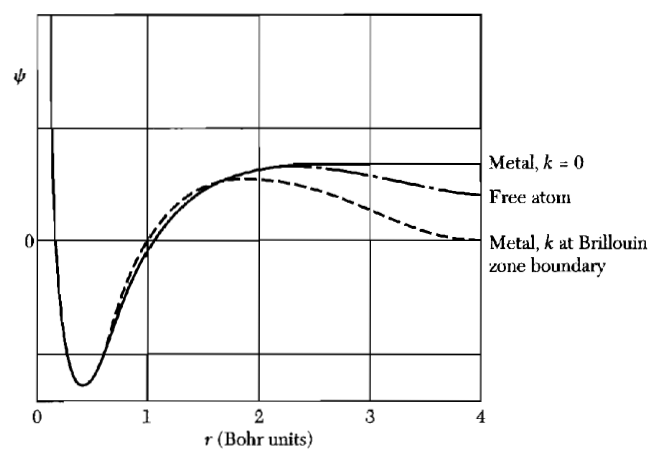 ψ
Metal, k = 0
Free atom
0
Metal, k at Brillouin
zone boundary
0 1 2 3 4
r (Bohr units)